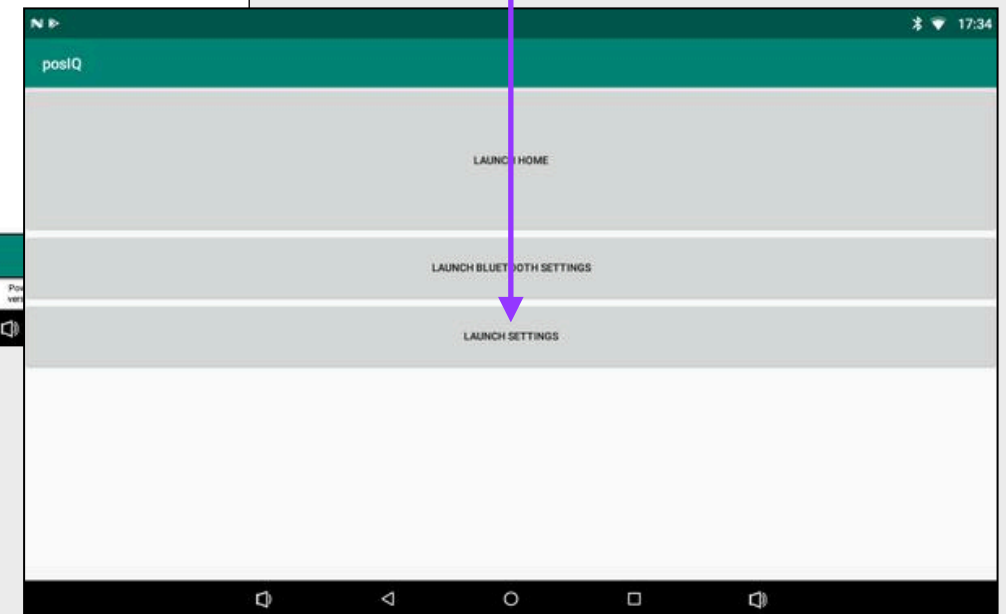 17:34
posIQ
LAUNCH HOME
LAUNCH BLUETOOTH SETTINGS
LAUNCH SETTINGS